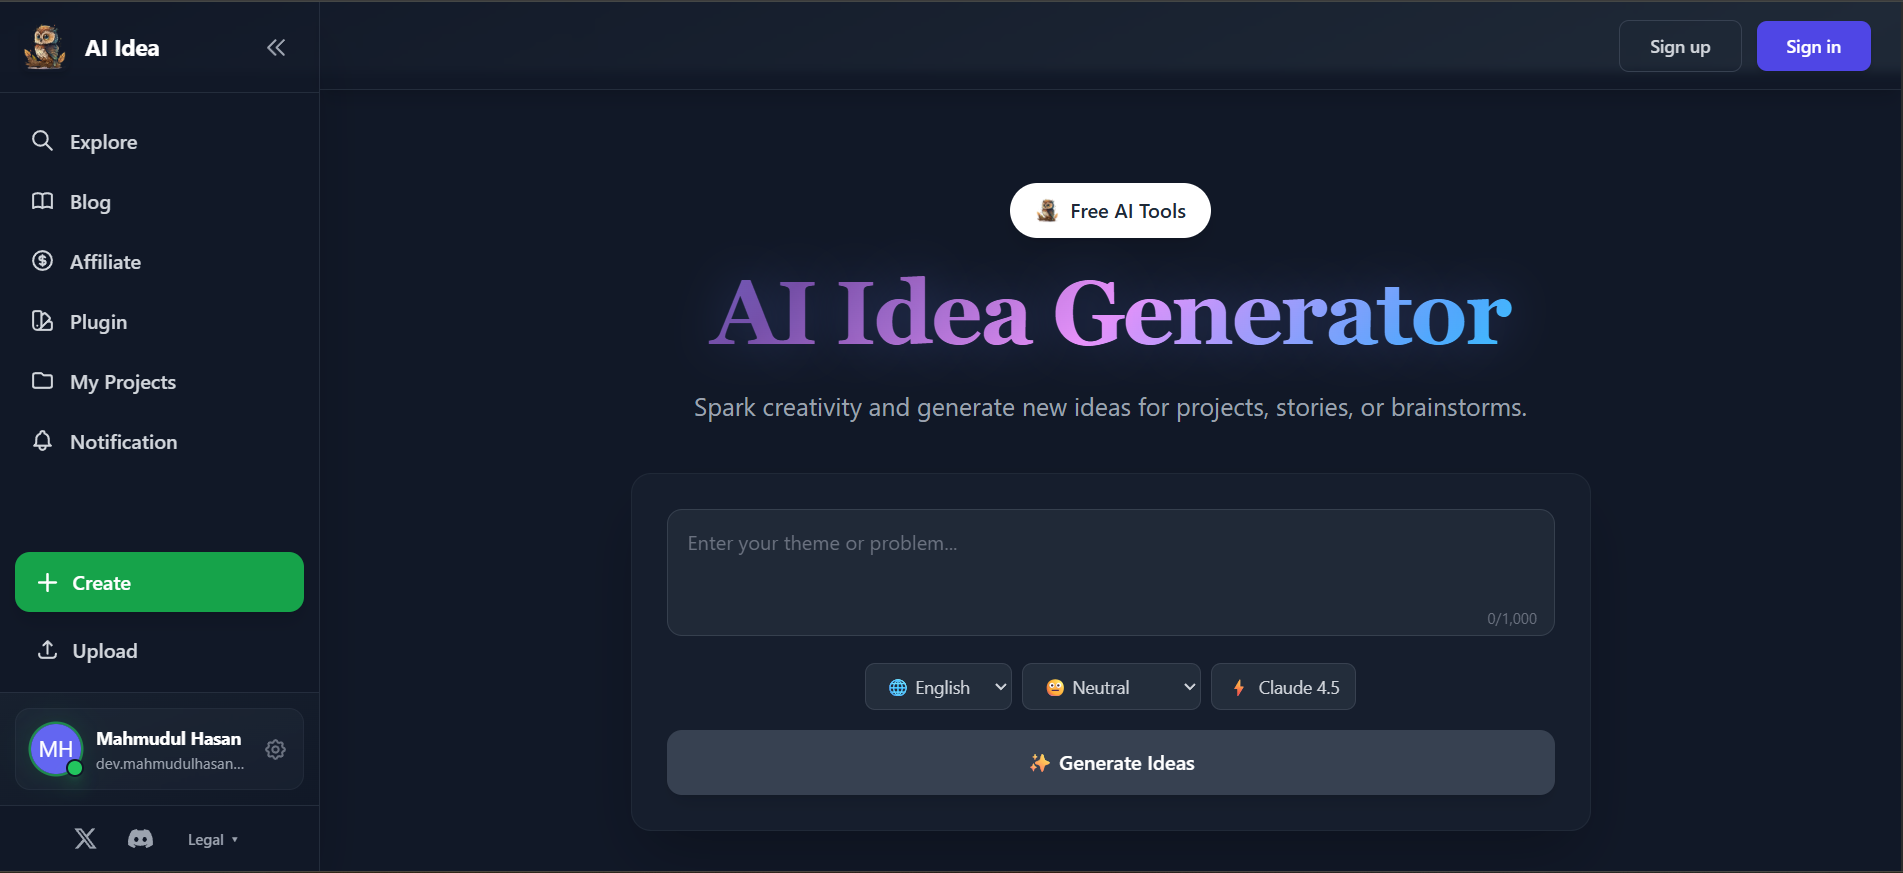 AI Idea
Explore
Blog
Affiliate
Plugin
My Projects
Notification
Create
Upload
MH
Mahmudul Hasan
dev.mahmudulhasan...
Legal ▾
Sign up
Sign in
Free AI Tools
AI Idea Generator
Spark creativity and generate new ideas for projects, stories, or brainstorms.
Enter your theme or problem...
0/1,000
English
Neutral
Claude 4.5
Generate Ideas